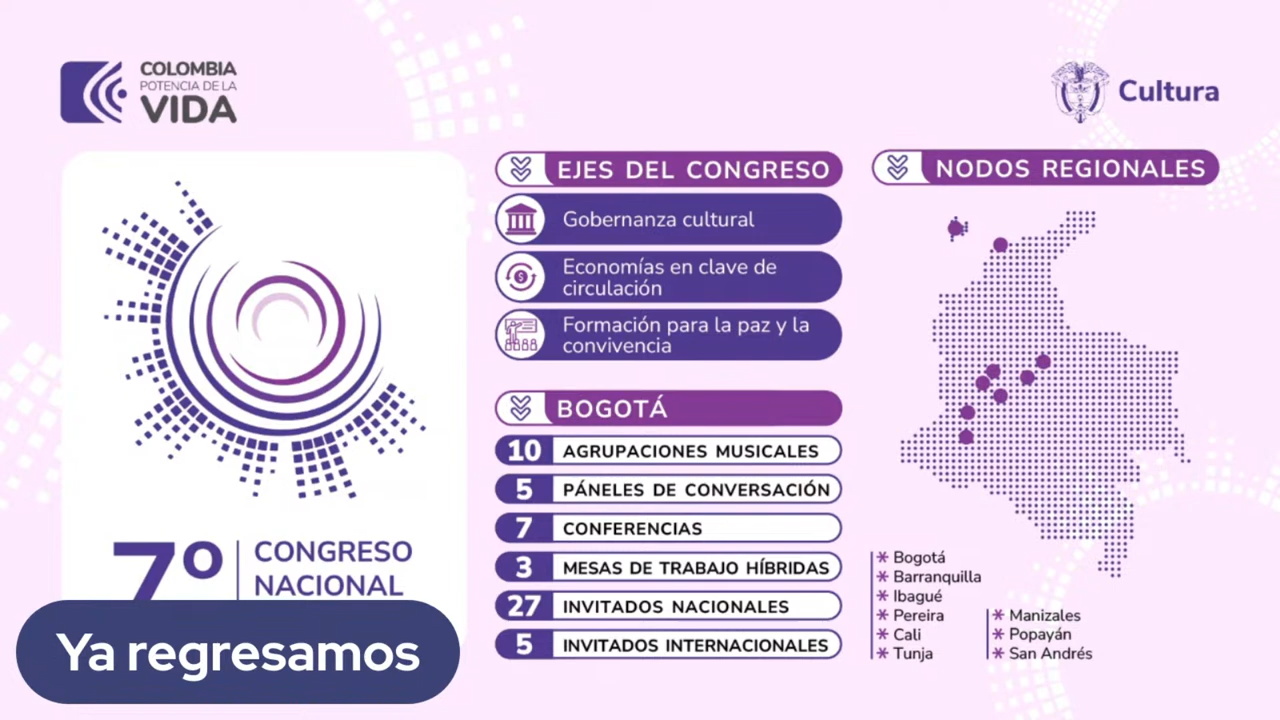 COLOMBIA
POTENCIA DE LA
VIDA
Cultura
7º
CONGRESO
NACIONAL
Ya regresamos
EJES DEL CONGRESO
Gobernanza cultural
Economías en clave de
circulación
Formación para la paz y la
convivencia
BOGOTÁ
10 AGRUPACIONES MUSICALES
5 PÁNELES DE CONVERSACIÓN
7 CONFERENCIAS
3 MESAS DE TRABAJO HÍBRIDAS
27 INVITADOS NACIONALES
5 INVITADOS INTERNACIONALES
NODOS REGIONALES
* Bogotá
* Barranquilla
* Ibagué
* Pereira
* Cali
* Tunja
* Manizales
* Popayán
* San Andrés